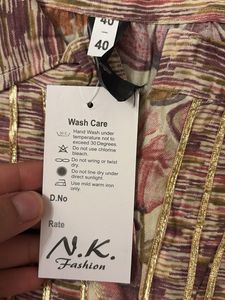 40
40
Wash Care
Hand Wash under
temperature not to
exceed 30 Degrees.
Do not use chlorine
bleach.
Do not wring or twist
dry.
Do not line dry under
direct sunlight.
Use mild warm iron
only.
D.No
Rate
N.K.
Fashion